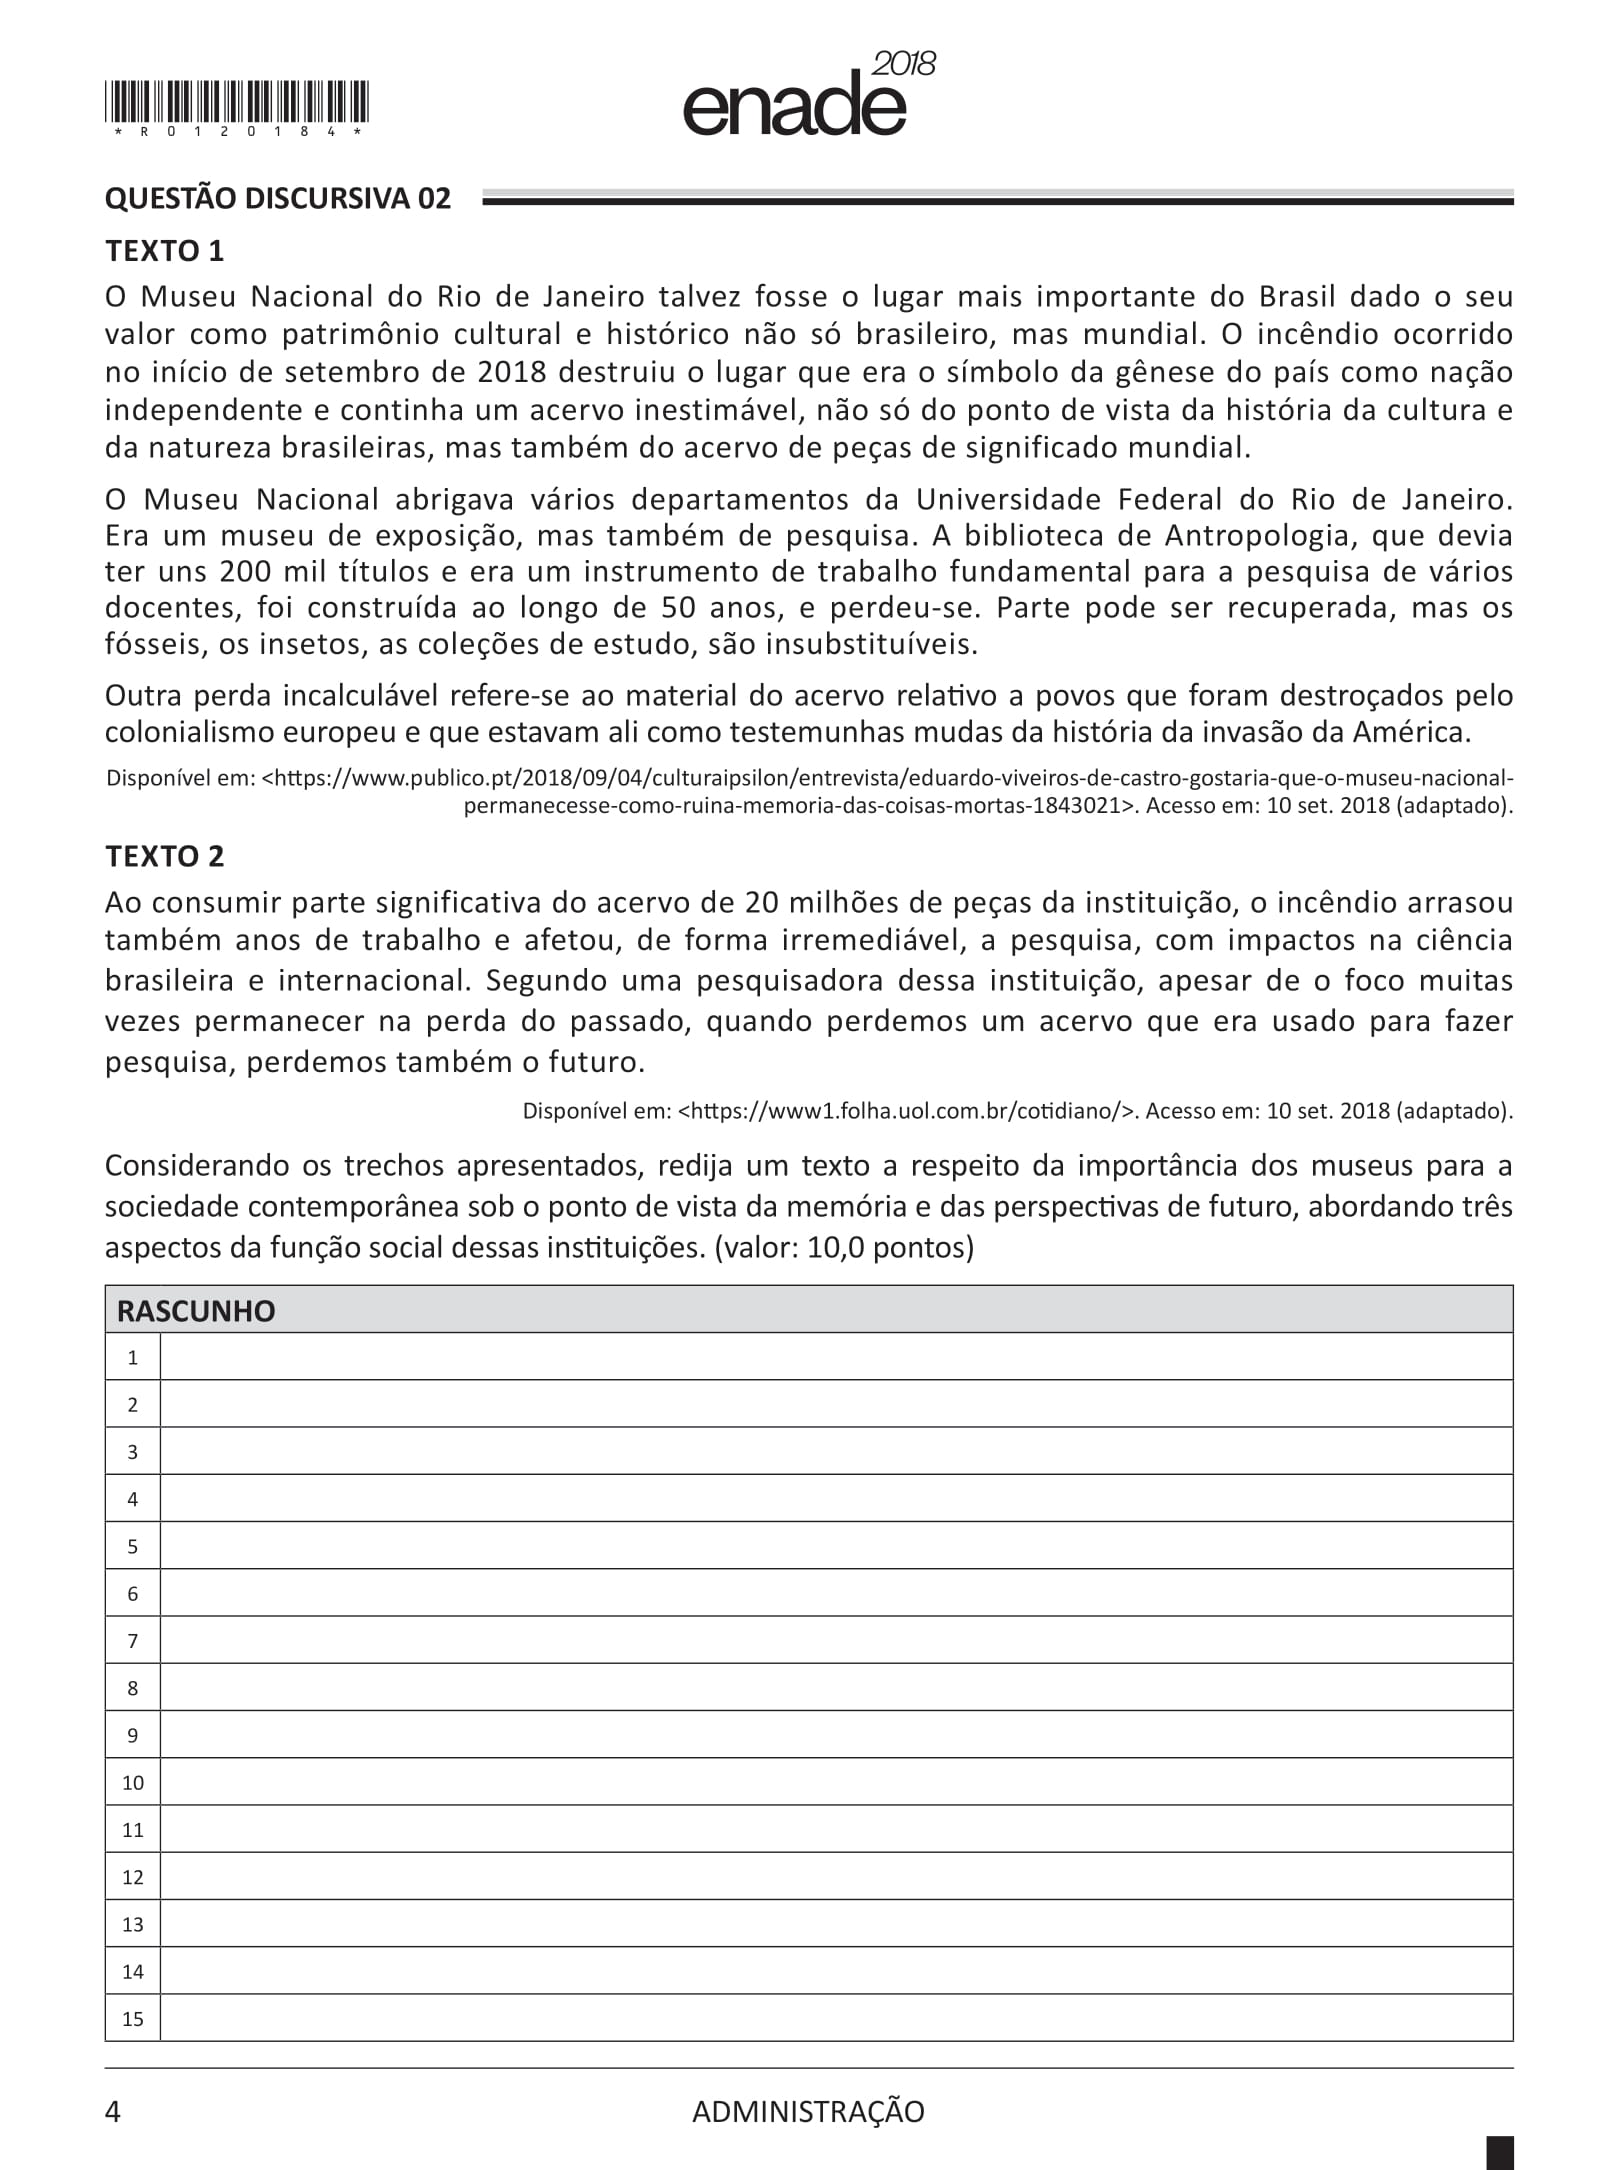 enade 2018
* R 0 1 2 0 1 8 4 *
QUESTÃO DISCURSIVA 02
TEXTO 1
O Museu Nacional do Rio de Janeiro talvez fosse o lugar mais importante do Brasil dado o seu
valor como patrimônio cultural e histórico não só brasileiro, mas mundial. O incêndio ocorrido
no início de setembro de 2018 destruiu o lugar que era o símbolo da gênese do país como nação
independente e continha um acervo inestimável, não só do ponto de vista da história da cultura e
da natureza brasileiras, mas também do acervo de peças de significado mundial.
O Museu Nacional abrigava vários departamentos da Universidade Federal do Rio de Janeiro.
Era um museu de exposição, mas também de pesquisa. A biblioteca de Antropologia, que devia
ter uns 200 mil títulos e era um instrumento de trabalho fundamental para a pesquisa de vários
docentes, foi construída ao longo de 50 anos, e perdeu-se. Parte pode ser recuperada, mas os
fósseis, os insetos, as coleções de estudo, são insubstituíveis.
Outra perda incalculável refere-se ao material do acervo relativo a povos que foram destroçados pelo
colonialismo europeu e que estavam ali como testemunhas mudas da história da invasão da América.
Disponível em: <https://www.publico.pt/2018/09/04/culturaipsilon/entrevista/eduardo-viveiros-de-castro-gostaria-que-o-museu-nacional-
permanecesse-como-ruina-memoria-das-coisas-mortas-1843021>. Acesso em: 10 set. 2018 (adaptado).
TEXTO 2
Ao consumir parte significativa do acervo de 20 milhões de peças da instituição, o incêndio arrasou
também anos de trabalho e afetou, de forma irremediável, a pesquisa, com impactos na ciência
brasileira e internacional. Segundo uma pesquisadora dessa instituição, apesar de o foco muitas
vezes permanecer na perda do passado, quando perdemos um acervo que era usado para fazer
pesquisa, perdemos também o futuro.
Disponível em: <https://www1.folha.uol.com.br/cotidiano/>. Acesso em: 10 set. 2018 (adaptado).
Considerando os trechos apresentados, redija um texto a respeito da importância dos museus para a
sociedade contemporânea sob o ponto de vista da memória e das perspectivas de futuro, abordando três
aspectos da função social dessas instituições. (valor: 10,0 pontos)
RASCUNHO
1
2
3
4
5
6
7
8
9
10
11
12
13
14
15
4 ADMINISTRAÇÃO